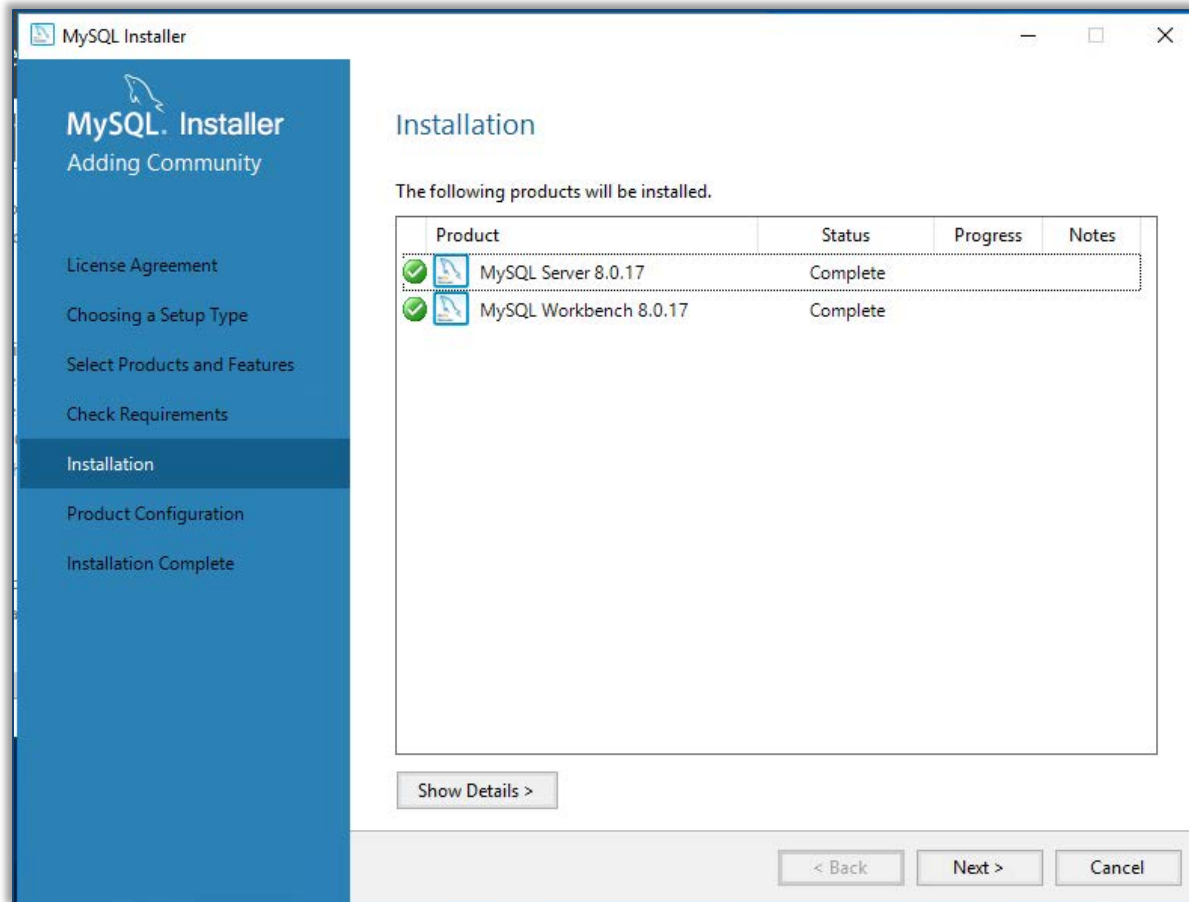 MySQL Installer
MySQL. Installer
Adding Community
License Agreement
Choosing a Setup Type
Select Products and Features
Check Requirements
Installation
Product Configuration
Installation Complete
Installation
The following products will be installed.
Product Status Progress Notes
MySQL Server 8.0.17 Complete
MySQL Workbench 8.0.17 Complete
Show Details >
< Back Next > Cancel